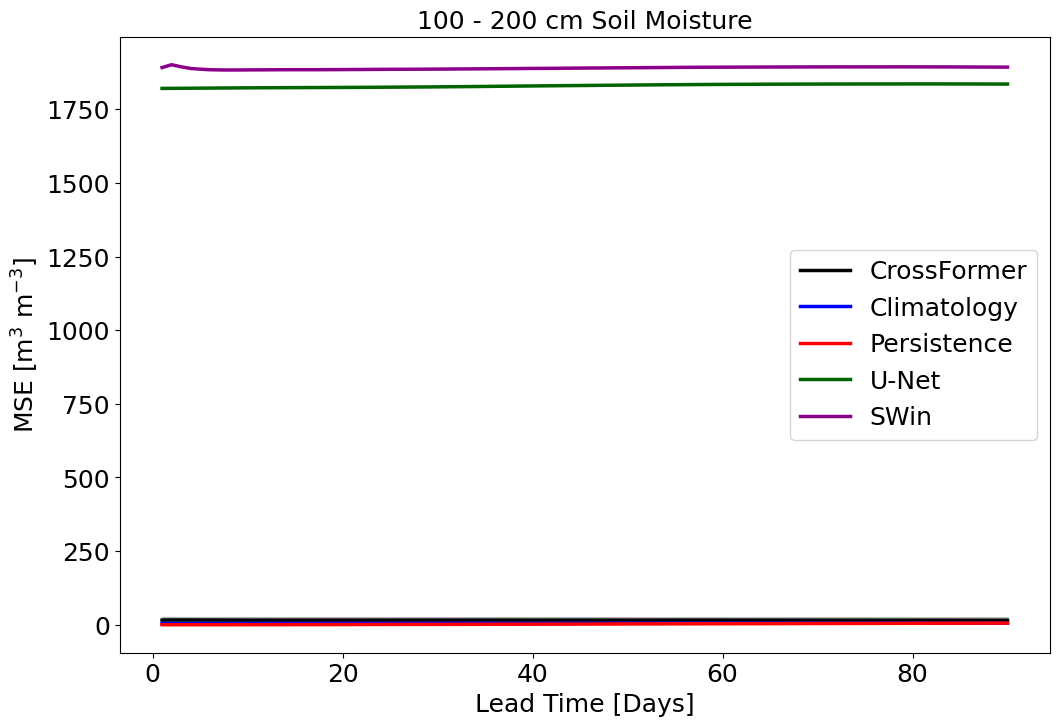 100 - 200 cm Soil Moisture
MSE [m³ m⁻³]
1750
1500
1250
1000
750
500
250
0
CrossFormer
Climatology
Persistence
U-Net
SWin
0 20 40 60 80
Lead Time [Days]